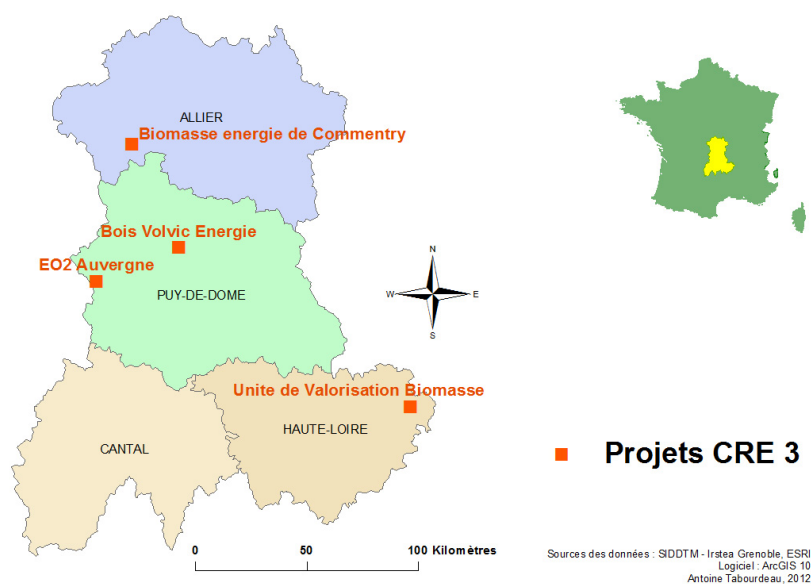 ALLIER
Biomasse energie de Commentry
Bois Volvic Energie
EO2 Auvergne
PUY-DE-DOME
N
W
E
S
Unite de Valorisation Biomasse
HAUTE-LOIRE
CANTAL
Projets CRE 3
0 50 100 Kilomètres
Sources des données : SIDDTM - Irstea Grenoble, ESRI
Logiciel : ArcGIS 10
Antoine Tabourdeau, 2012